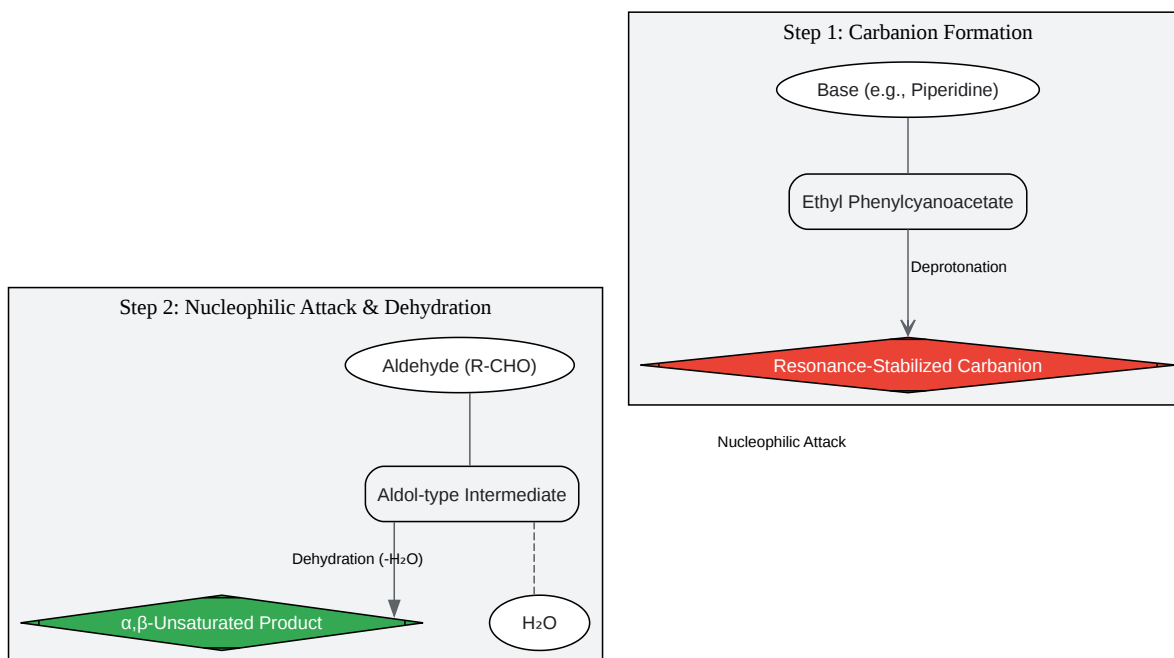 Step 1: Carbanion Formation
Base (e.g., Piperidine)
Ethyl Phenylcyanoacetate
Deprotonation
Resonance-Stabilized Carbanion
Nucleophilic Attack
Step 2: Nucleophilic Attack & Dehydration
Aldehyde (R-CHO)
Aldol-type Intermediate
Dehydration (-H₂O)
α,β-Unsaturated Product
H₂O